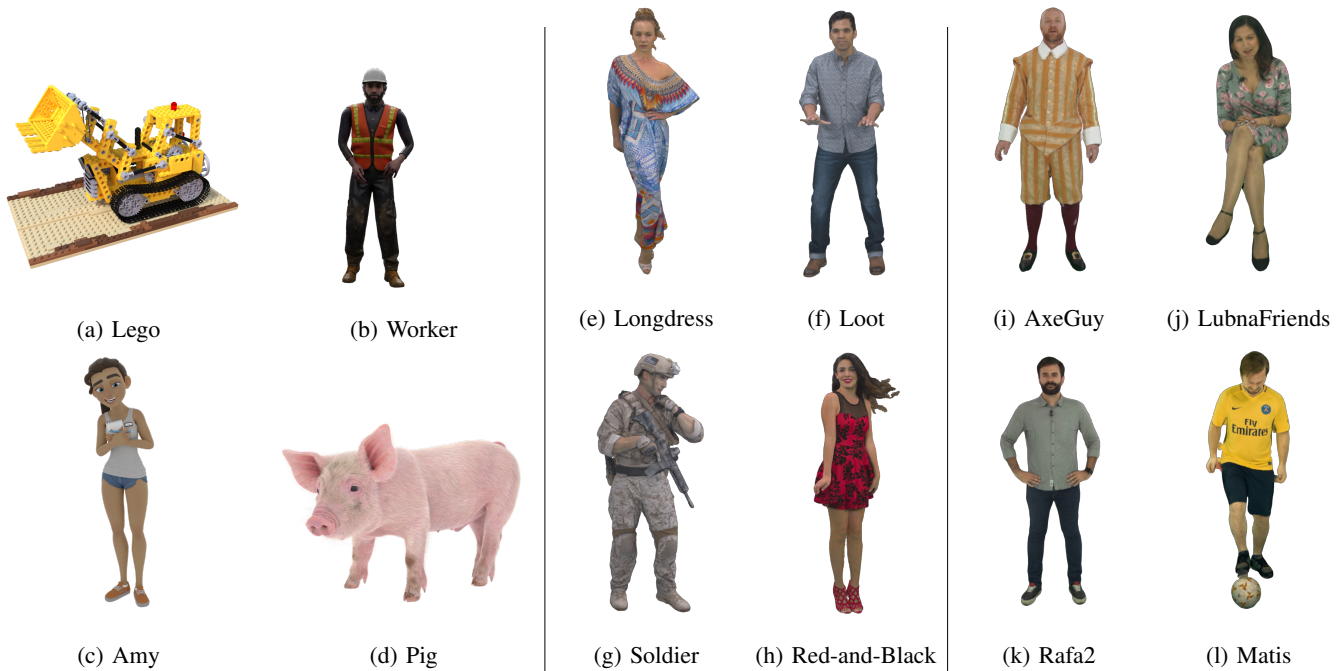 (a) Lego
(b) Worker
(e) Longdress
(f) Loot
(i) AxeGuy
(j) LubnaFriends
Fly
Emirates
(c) Amy
(d) Pig
(g) Soldier
(h) Red-and-Black
(k) Rafa2
(l) Matis